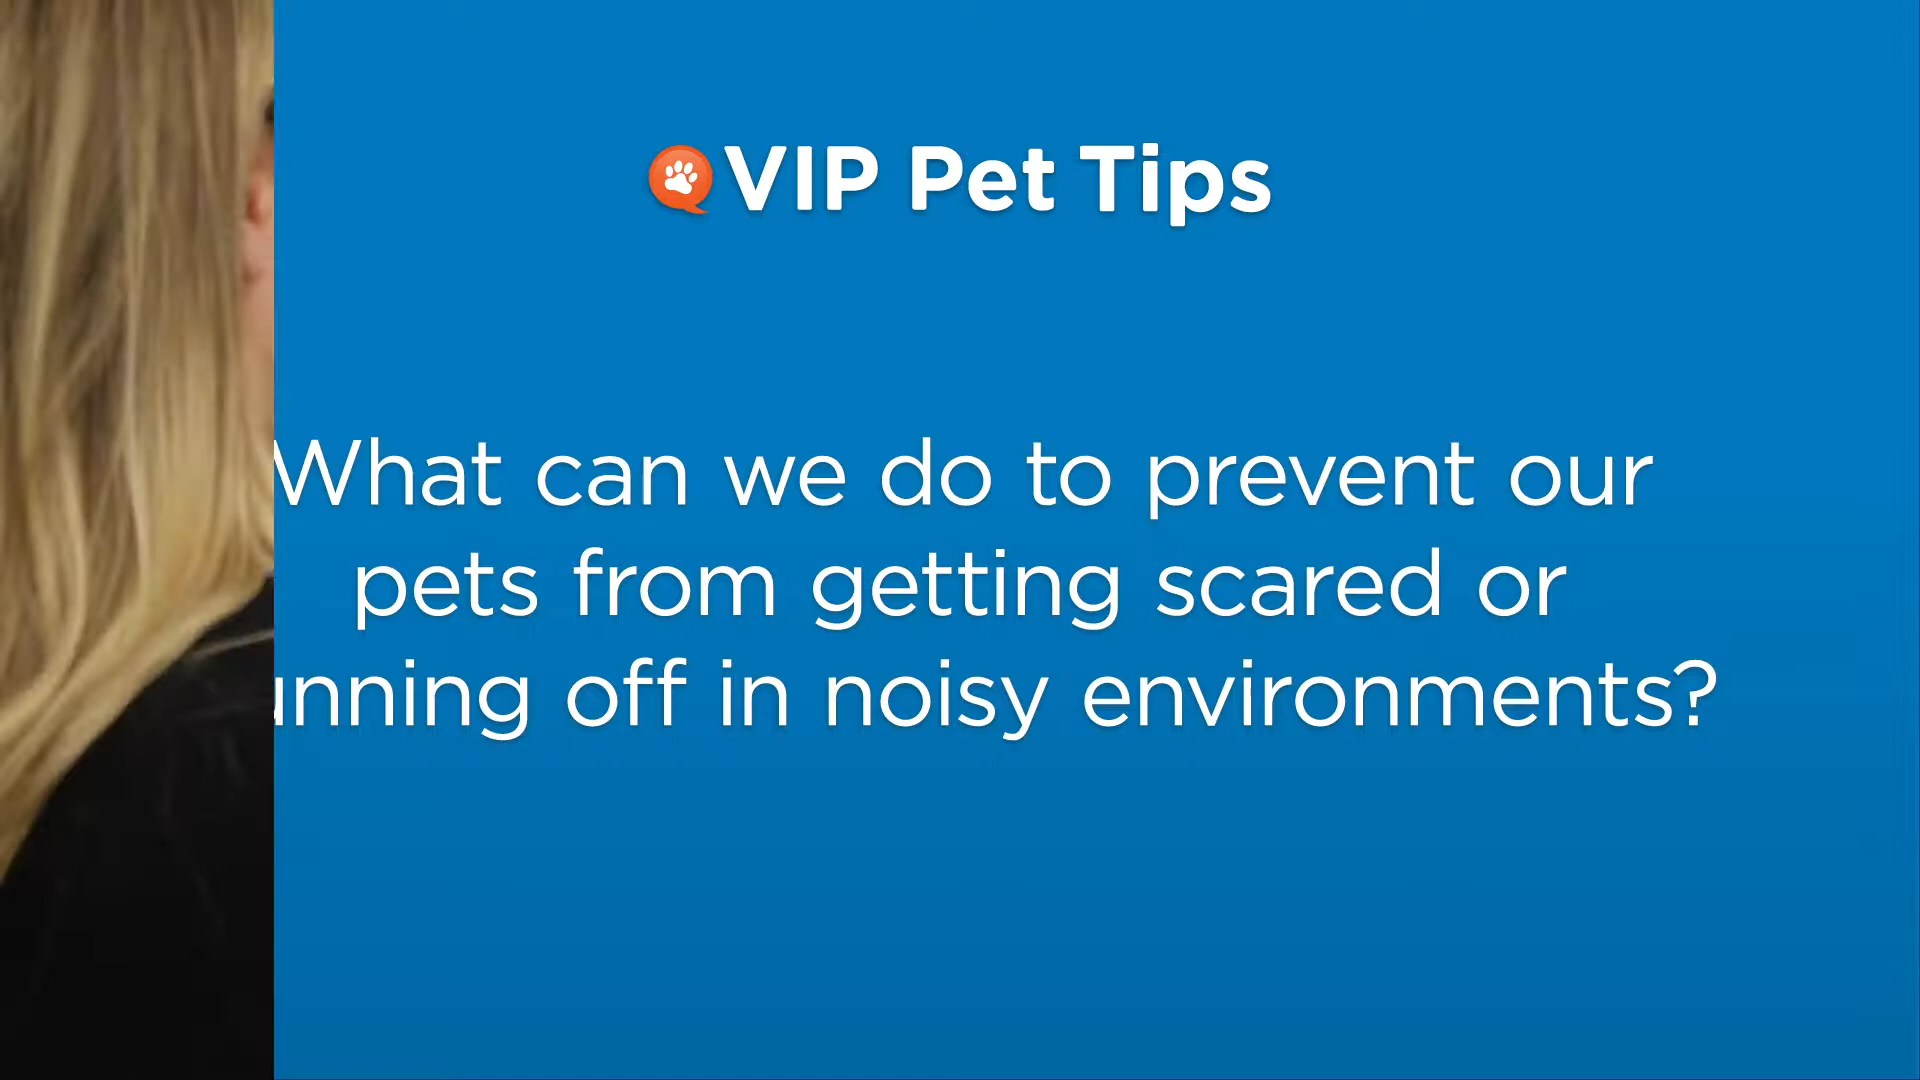 VIP Pet Tips
What can we do to prevent our
pets from getting scared or
unning off in noisy environments?